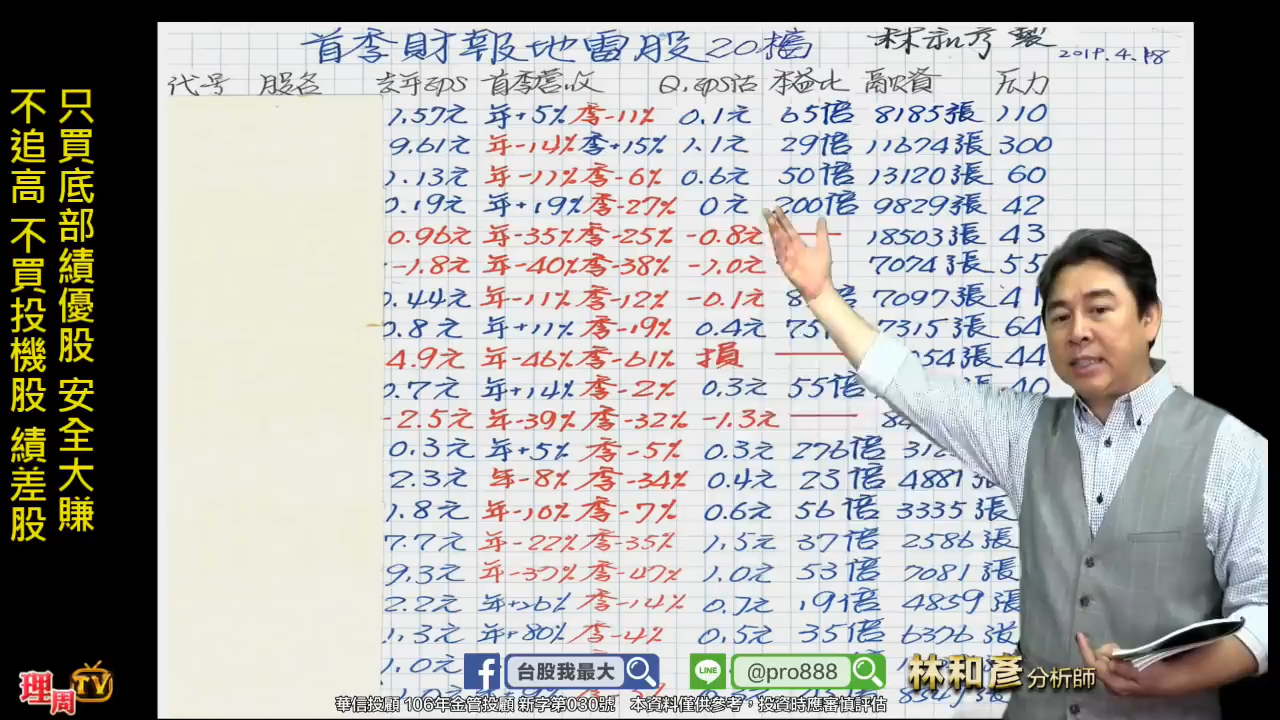 只買底部績優股 安全大賺
不追高 不買投機股 績差股
首季財報地雷股20檔 林和彥製 2019.4.18
代号 股名 去年EPS 首季营收 Q1EPS估 本益比 融資 压力
1.57元 年+5% 季-11% 0.1元 65倍 8185張 110
9.61元 年-14% 季+15% 1.1元 29倍 11674張 300
1.13元 年-11% 季-6% 0.6元 50倍 13120張 60
0.19元 年+19% 季-27% 0元 200倍 9829張 42
0.96元 年-35% 季-25% -0.8元 18503張 43
-1.8元 年-40% 季-38% -1.0元 7074張 55
0.44元 年-11% 季-12% -0.1元 倍 7097張 41
0.8元 年+11% 季-19% 0.4元 7315張 64
4.9元 年-46% 季-61% 損 張 44
0.7元 年+14% 季-2% 0.3元 55倍 40
-2.5元 年-39% 季-32% -1.3元
0.3元 年+5% 季-5% 0.3元 276倍
2.3元 年-8% 季-34% 0.4元 23倍 4881張
1.8元 年-10% 季-7% 0.6元 56倍 3335張
7.7元 年-22% 季-35% 1.5元 37倍 2586張
9.3元 年-37% 季-47% 1.0元 53倍 7081張
2.2元 年+26% 季-14% 0.7元 19倍 4859張
1.3元 年+80% 季-4% 0.5元 35倍 6376張
1.0元
理周TV
台股我最大
LINE
@pro888
林和彥 分析師
華信投顧 106年金管投顧 新字第030號 本資料僅供參考，投資時應審慎評估